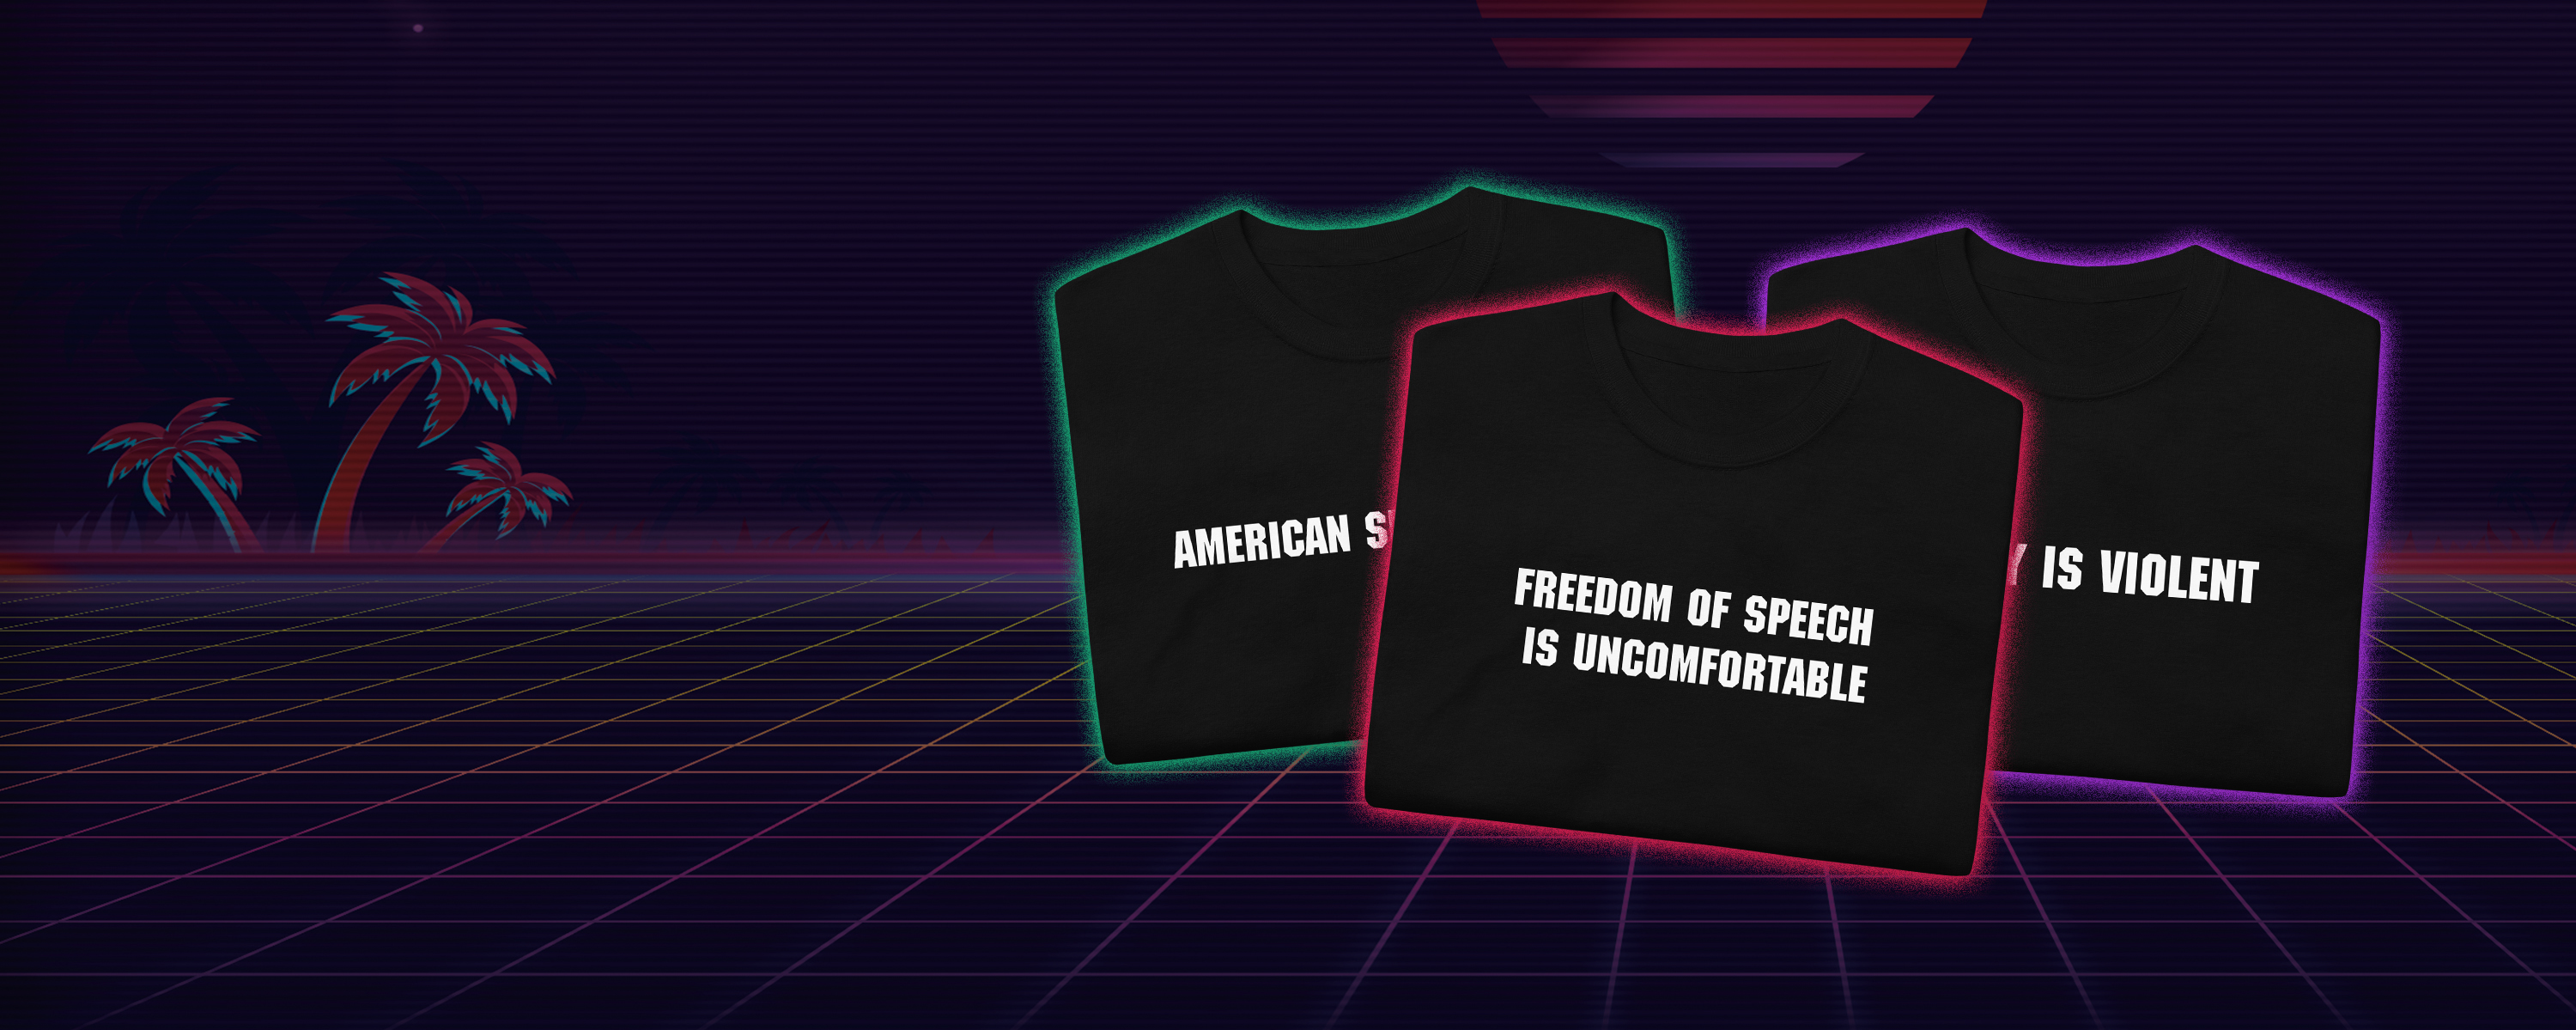 AMERICAN
FREEDOM OF SPEECH
IS UNCOMFORTABLE
IS VIOLENT